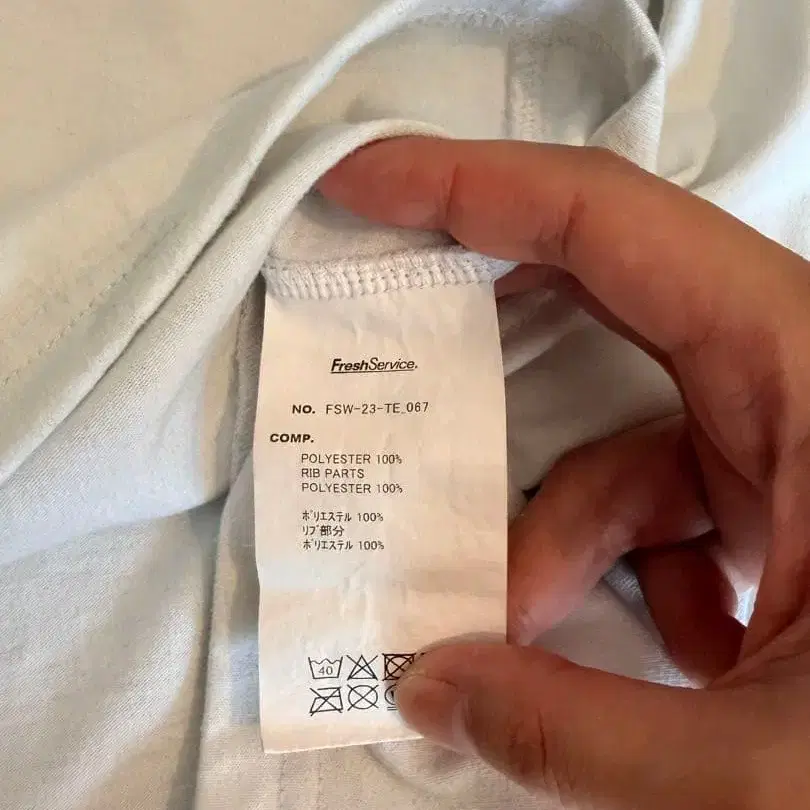 FreshService.
NO. FSW-23-TE_067
COMP.
POLYESTER 100%
RIB PARTS
POLYESTER 100%
ﾎﾟﾘｴｽﾃﾙ 100%
ﾘﾌﾞ部分
ﾎﾟﾘｴｽﾃﾙ 100%
40